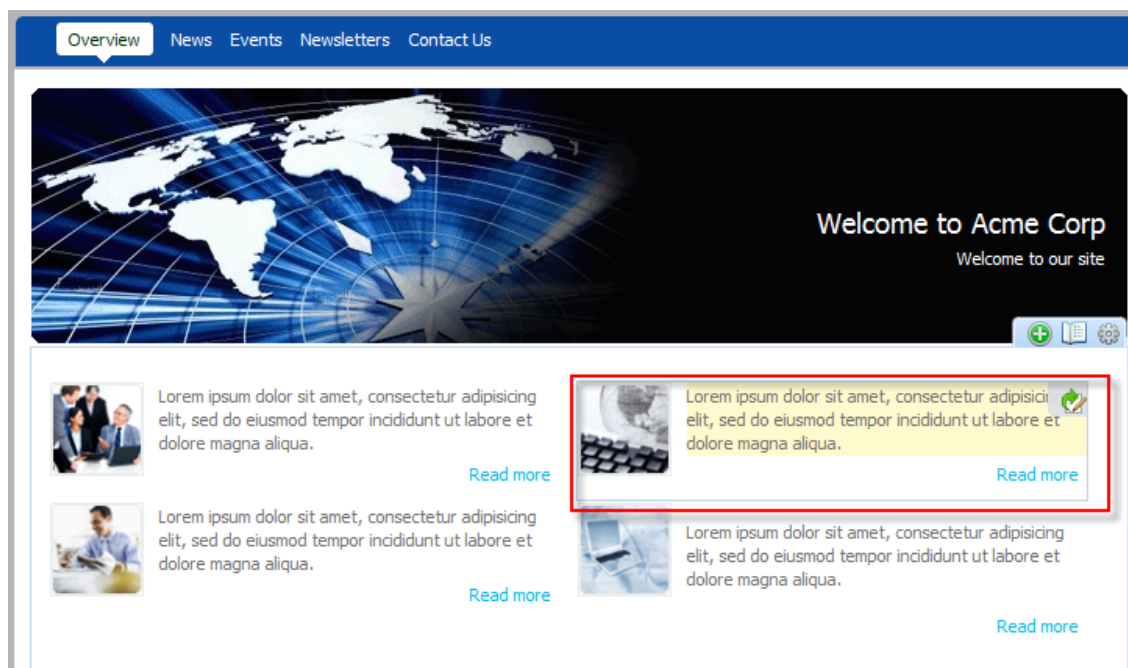 Overview News Events Newsletters Contact Us
Welcome to Acme Corp
Welcome to our site
Lorem ipsum dolor sit amet, consectetur adipisicing
elit, sed do eiusmod tempor incididunt ut labore et
dolore magna aliqua.
Read more
Lorem ipsum dolor sit amet, consectetur
elit, sed do eiusmod tempor incididunt ut labore et
dolore magna aliqua.
Read more
Lorem ipsum dolor sit amet, consectetur adipisicing
elit, sed do eiusmod tempor incididunt ut labore et
dolore magna aliqua.
Read more
Lorem ipsum dolor sit amet, consectetur adipisicing
elit, sed do eiusmod tempor incididunt ut labore et
dolore magna aliqua.
Read more